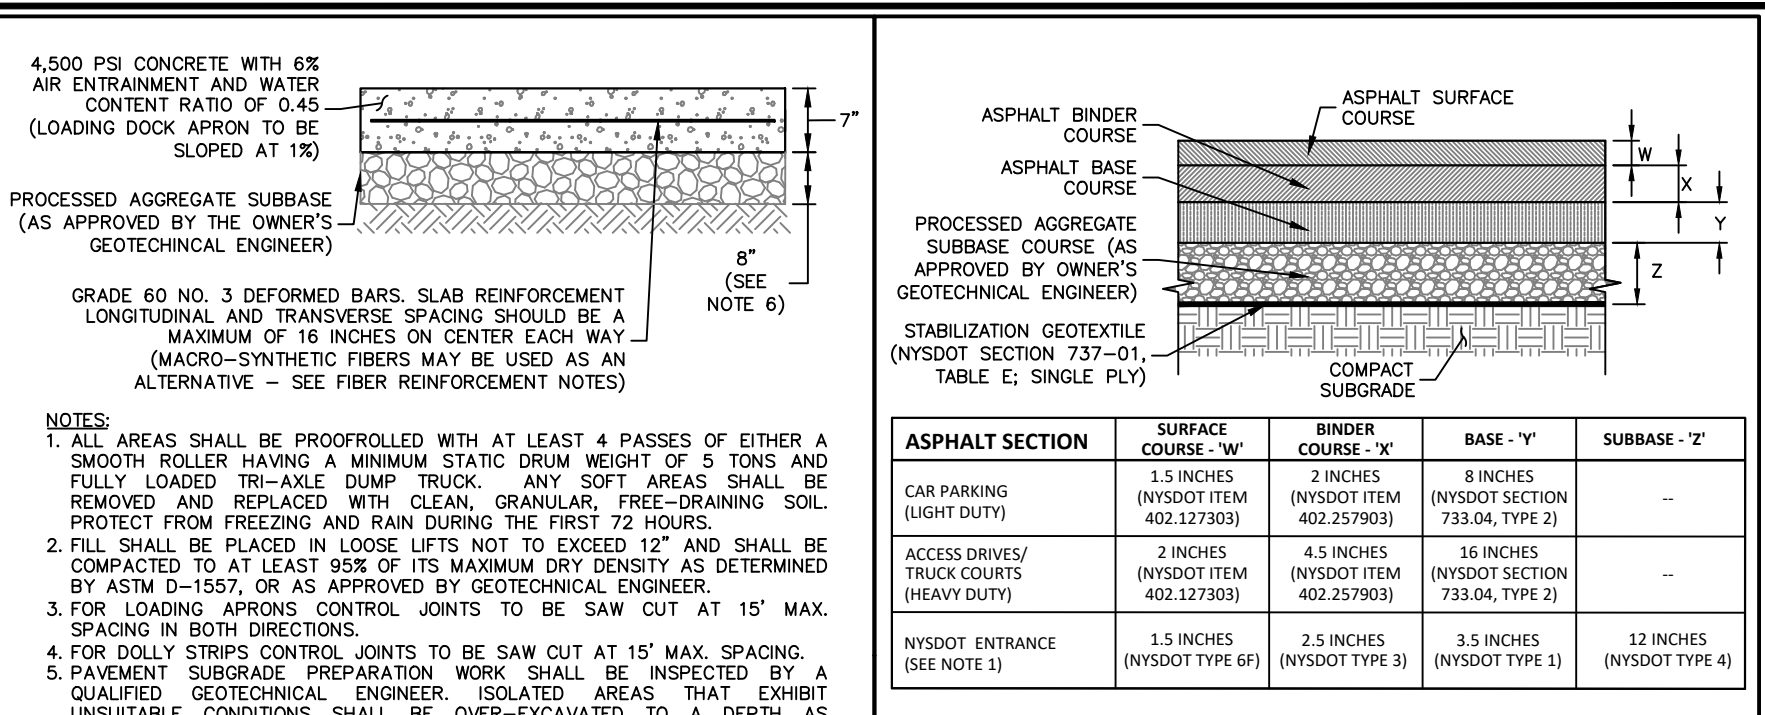 4,500 PSI CONCRETE WITH 6%
AIR ENTRAINMENT AND WATER
CONTENT RATIO OF 0.45
(LOADING DOCK APRON TO BE
SLOPED AT 1%)
7"
PROCESSED AGGREGATE SUBBASE
(AS APPROVED BY THE OWNER'S
GEOTECHINCAL ENGINEER)
8"
(SEE
NOTE 6)
GRADE 60 NO. 3 DEFORMED BARS. SLAB REINFORCEMENT
LONGITUDINAL AND TRANSVERSE SPACING SHOULD BE A
MAXIMUM OF 16 INCHES ON CENTER EACH WAY
(MACRO-SYNTHETIC FIBERS MAY BE USED AS AN
ALTERNATIVE - SEE FIBER REINFORCEMENT NOTES)
NOTES:
1. ALL AREAS SHALL BE PROOFROLLED WITH AT LEAST 4 PASSES OF EITHER A
SMOOTH ROLLER HAVING A MINIMUM STATIC DRUM WEIGHT OF 5 TONS AND
FULLY LOADED TRI-AXLE DUMP TRUCK. ANY SOFT AREAS SHALL BE
REMOVED AND REPLACED WITH CLEAN, GRANULAR, FREE-DRAINING SOIL.
PROTECT FROM FREEZING AND RAIN DURING THE FIRST 72 HOURS.
2. FILL SHALL BE PLACED IN LOOSE LIFTS NOT TO EXCEED 12" AND SHALL BE
COMPACTED TO AT LEAST 95% OF ITS MAXIMUM DRY DENSITY AS DETERMINED
BY ASTM D-1557, OR AS APPROVED BY GEOTECHNICAL ENGINEER.
3. FOR LOADING APRONS CONTROL JOINTS TO BE SAW CUT AT 15' MAX.
SPACING IN BOTH DIRECTIONS.
4. FOR DOLLY STRIPS CONTROL JOINTS TO BE SAW CUT AT 15' MAX. SPACING.
5. PAVEMENT SUBGRADE PREPARATION WORK SHALL BE INSPECTED BY A
QUALIFIED GEOTECHNICAL ENGINEER. ISOLATED AREAS THAT EXHIBIT
UNSUITABLE CONDITIONS SHALL BE OVER-EXCAVATED TO A DEPTH AS
ASPHALT SURFACE
COURSE
ASPHALT BINDER
COURSE
ASPHALT BASE
COURSE
PROCESSED AGGREGATE
SUBBASE COURSE (AS
APPROVED BY OWNER'S
GEOTECHNICAL ENGINEER)
STABILIZATION GEOTEXTILE
(NYSDOT SECTION 737-01,
TABLE E; SINGLE PLY)
COMPACT
SUBGRADE
W
X
Y
Z
ASPHALT SECTION
SURFACE
COURSE - 'W'
BINDER
COURSE - 'X'
BASE - 'Y'
SUBBASE - 'Z'
CAR PARKING
(LIGHT DUTY)
1.5 INCHES
(NYSDOT ITEM
402.127303)
2 INCHES
(NYSDOT ITEM
402.257903)
8 INCHES
(NYSDOT SECTION
733.04, TYPE 2)
--
ACCESS DRIVES/
TRUCK COURTS
(HEAVY DUTY)
2 INCHES
(NYSDOT ITEM
402.127303)
4.5 INCHES
(NYSDOT ITEM
402.257903)
16 INCHES
(NYSDOT SECTION
733.04, TYPE 2)
--
NYSDOT ENTRANCE
(SEE NOTE 1)
1.5 INCHES
(NYSDOT TYPE 6F)
2.5 INCHES
(NYSDOT TYPE 3)
3.5 INCHES
(NYSDOT TYPE 1)
12 INCHES
(NYSDOT TYPE 4)